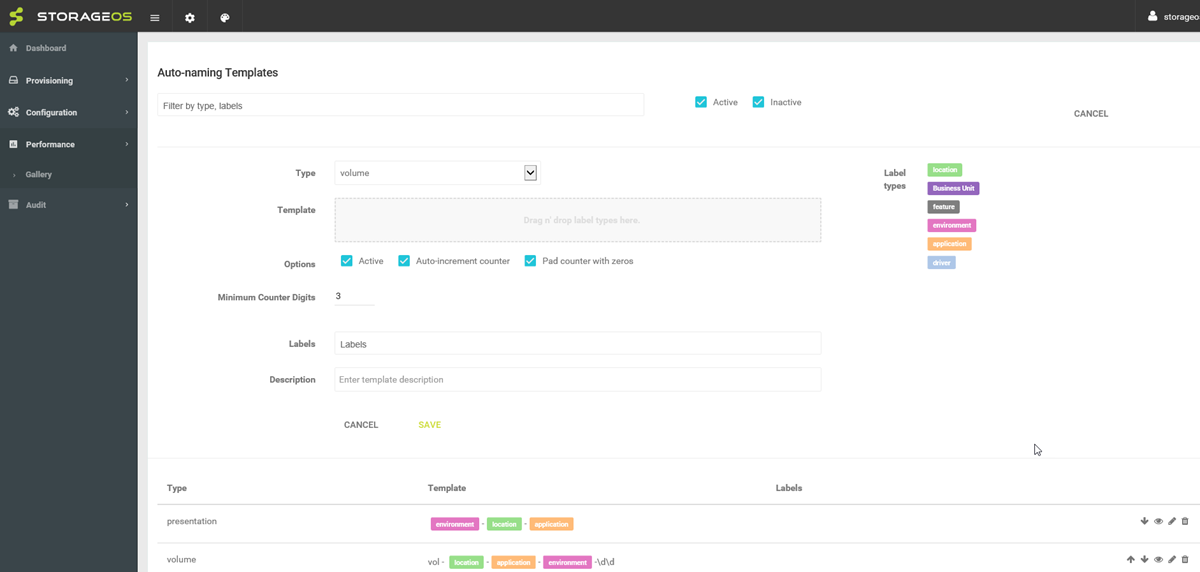 STORAGEOS
storageo
Dashboard
Provisioning
Configuration
Performance
Gallery
Audit
Auto-naming Templates
Filter by type, labels
Active
Inactive
CANCEL
Type
volume
Label
types
location
Business Unit
feature
environment
application
driver
Template
Drag n' drop label types here.
Options
Active
Auto-increment counter
Pad counter with zeros
Minimum Counter Digits
3
Labels
Labels
Description
Enter template description
CANCEL
SAVE
Type Template Labels
presentation environment - location - application
volume vol - location - application - environment -\d\d